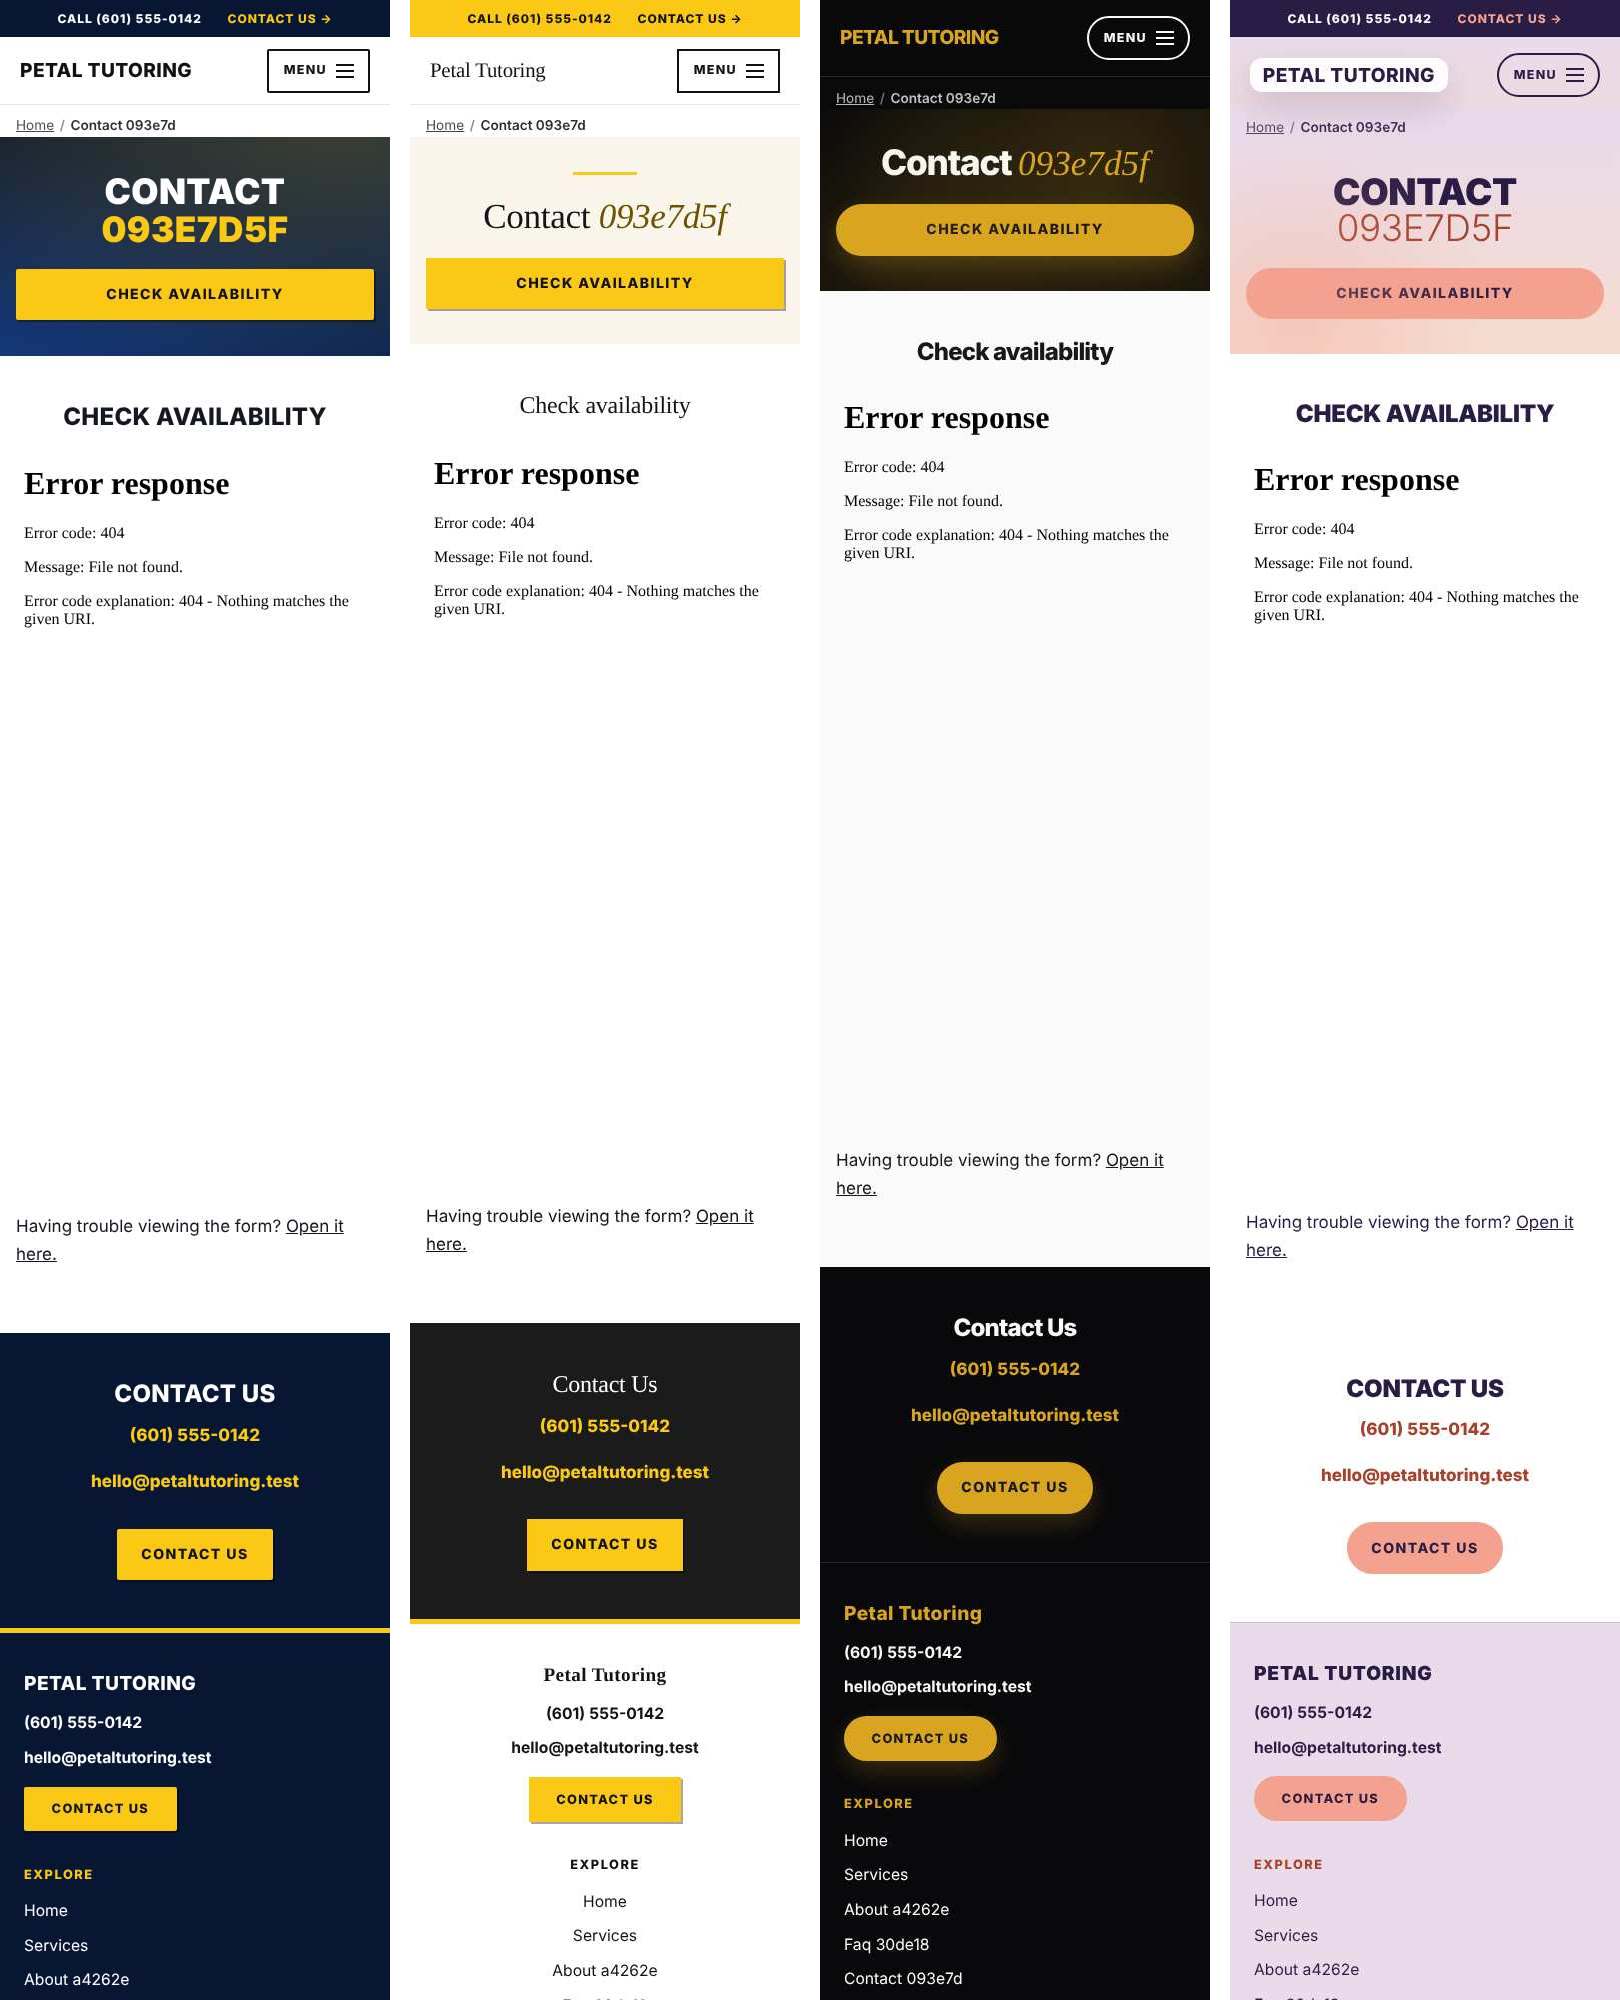 CALL (601) 555-0142 CONTACT US →
PETAL TUTORING
MENU
Home / Contact 093e7d
CONTACT
093E7D5F
CHECK AVAILABILITY
CHECK AVAILABILITY
Error response
Error code: 404
Message: File not found.
Error code explanation: 404 - Nothing matches the
given URI.
Having trouble viewing the form? Open it
here.
CONTACT US
(601) 555-0142
hello@petaltutoring.test
CONTACT US
PETAL TUTORING
(601) 555-0142
hello@petaltutoring.test
CONTACT US
EXPLORE
Home
Services
About a4262e
CALL (601) 555-0142 CONTACT US →
Petal Tutoring
MENU
Home / Contact 093e7d
Contact 093e7d5f
CHECK AVAILABILITY
Check availability
Error response
Error code: 404
Message: File not found.
Error code explanation: 404 - Nothing matches the
given URI.
Having trouble viewing the form? Open it
here.
Contact Us
(601) 555-0142
hello@petaltutoring.test
CONTACT US
Petal Tutoring
(601) 555-0142
hello@petaltutoring.test
CONTACT US
EXPLORE
Home
Services
About a4262e
PETAL TUTORING
MENU
Home / Contact 093e7d
Contact 093e7d5f
CHECK AVAILABILITY
Check availability
Error response
Error code: 404
Message: File not found.
Error code explanation: 404 - Nothing matches the
given URI.
Having trouble viewing the form? Open it
here.
Contact Us
(601) 555-0142
hello@petaltutoring.test
CONTACT US
Petal Tutoring
(601) 555-0142
hello@petaltutoring.test
CONTACT US
EXPLORE
Home
Services
About a4262e
Faq 30de18
Contact 093e7d
CALL (601) 555-0142 CONTACT US →
PETAL TUTORING
MENU
Home / Contact 093e7d
CONTACT
093E7D5F
CHECK AVAILABILITY
CHECK AVAILABILITY
Error response
Error code: 404
Message: File not found.
Error code explanation: 404 - Nothing matches the
given URI.
Having trouble viewing the form? Open it
here.
CONTACT US
(601) 555-0142
hello@petaltutoring.test
CONTACT US
PETAL TUTORING
(601) 555-0142
hello@petaltutoring.test
CONTACT US
EXPLORE
Home
Services
About a4262e